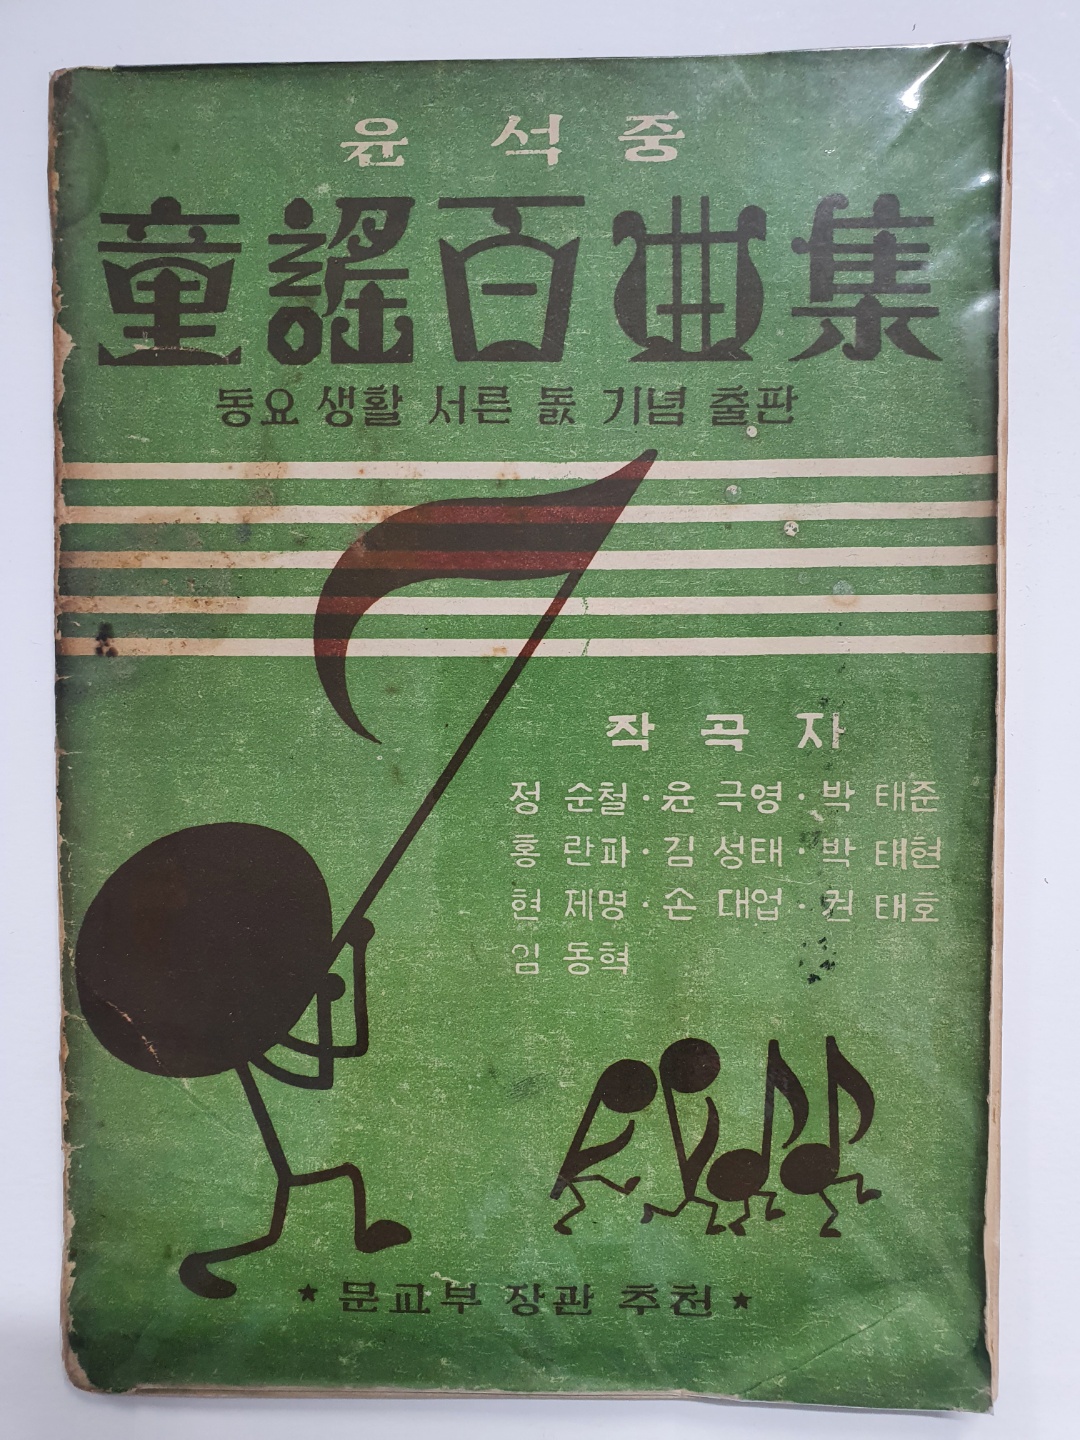 윤 석 중
童謠百曲集
동요 생활 서른 돐 기념 출판
작 곡 자
정 순철 · 윤 극영 · 박 태준
홍 란파 · 김 성태 · 박 태현
현 제명 · 손 대업 · 권 태호
임 동혁
★ 문교부 장관 추천 ★